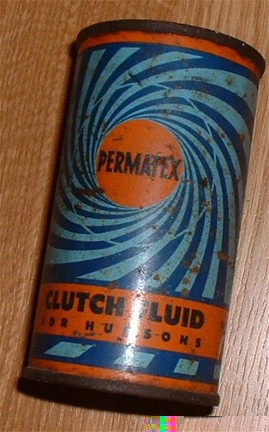 PERMATEX
CLUTCH FLUID
FOR HUDSONS